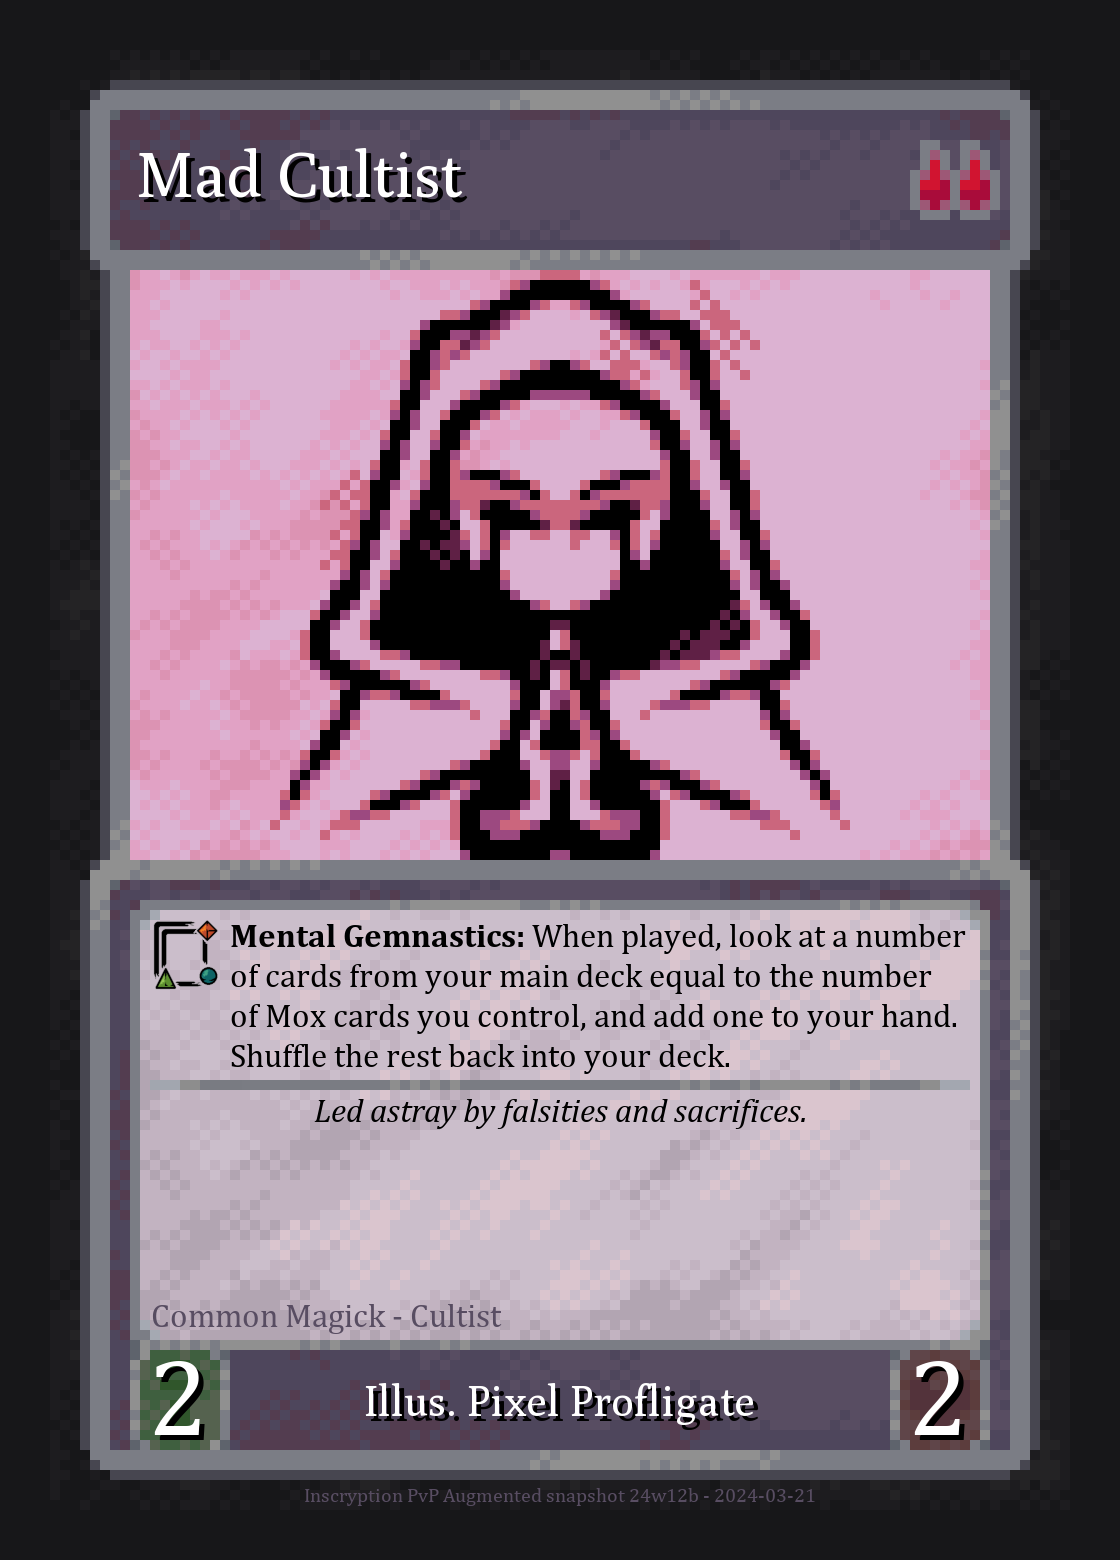 Mad Cultist
Mental Gemnastics: When played, look at a number
of cards from your main deck equal to the number
of Mox cards you control, and add one to your hand.
Shuffle the rest back into your deck.
Led astray by falsities and sacrifices.
Common Magick - Cultist
2
Illus. Pixel Profligate
2
Inscryption PvP Augmented snapshot 24w12b - 2024-03-21